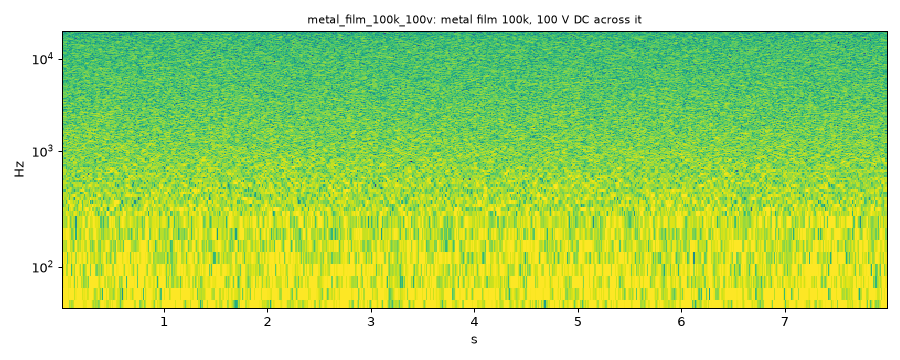 metal_film_100k_100v: metal film 100k, 100 V DC across it
10⁴
10³
10²
Hz
1 2 3 4 5 6 7
s